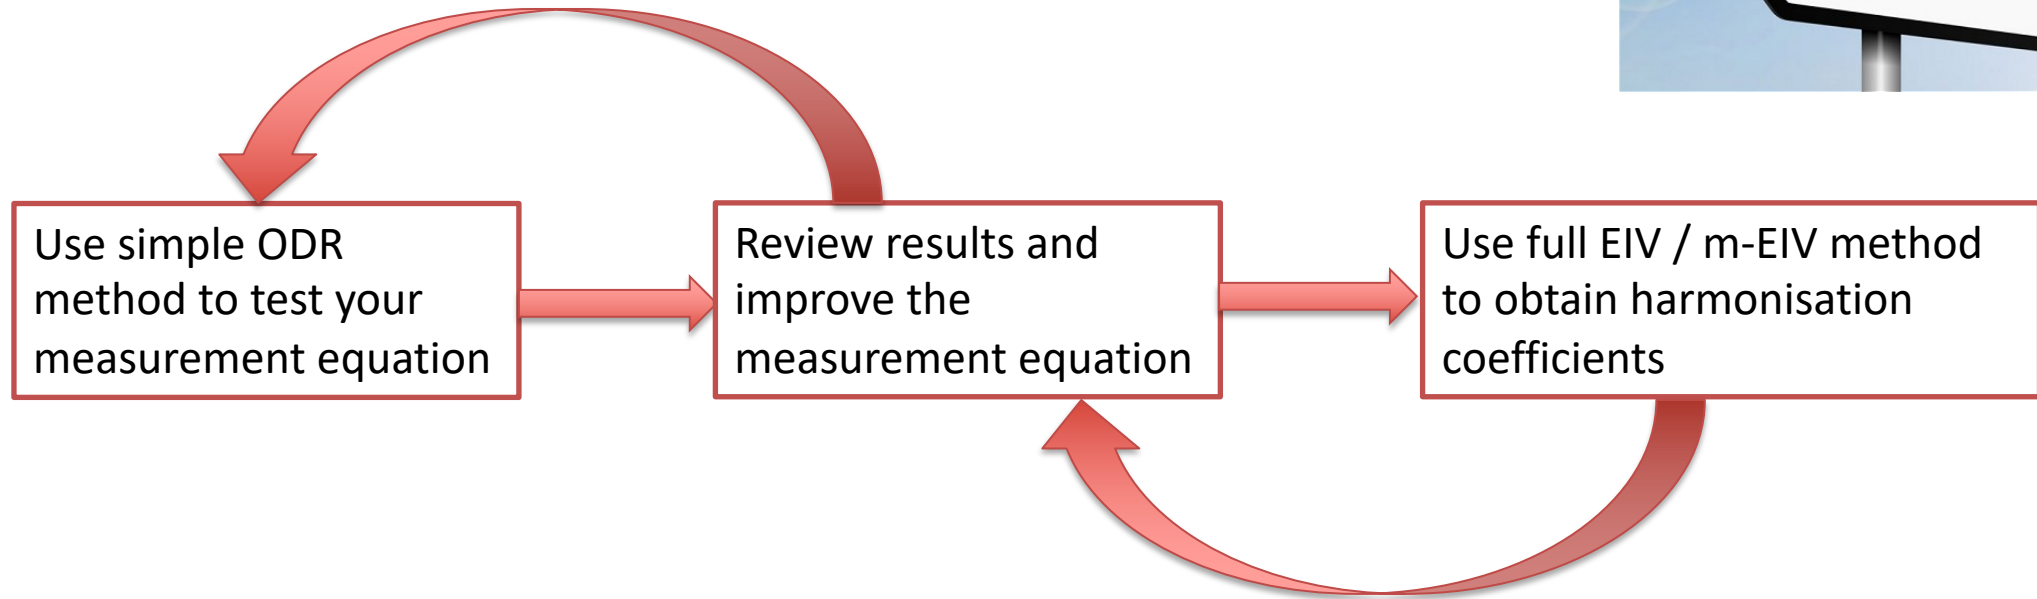 Use simple ODR
method to test your
measurement equation
Review results and
improve the
measurement equation
Use full EIV / m-EIV method
to obtain harmonisation
coefficients